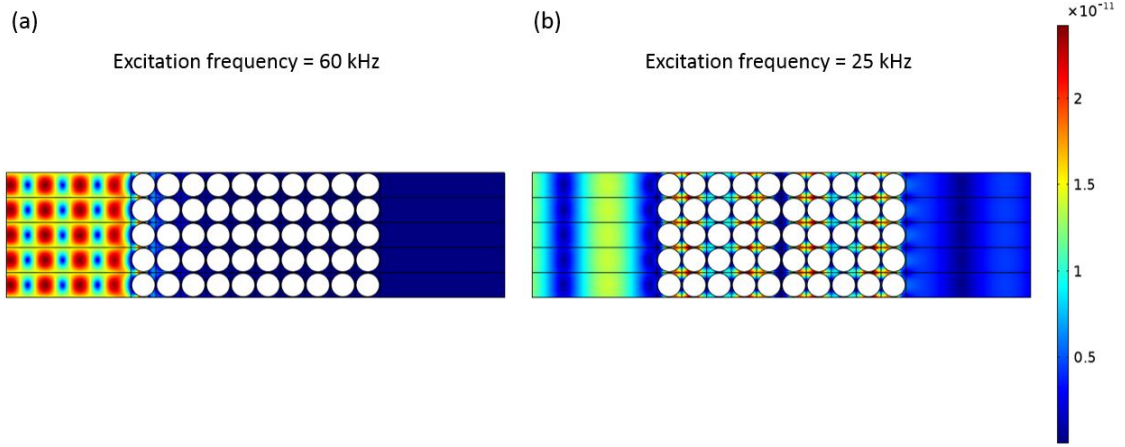 (a)
(b)
×10⁻¹¹
Excitation frequency = 60 kHz
Excitation frequency = 25 kHz
2
1.5
1
0.5